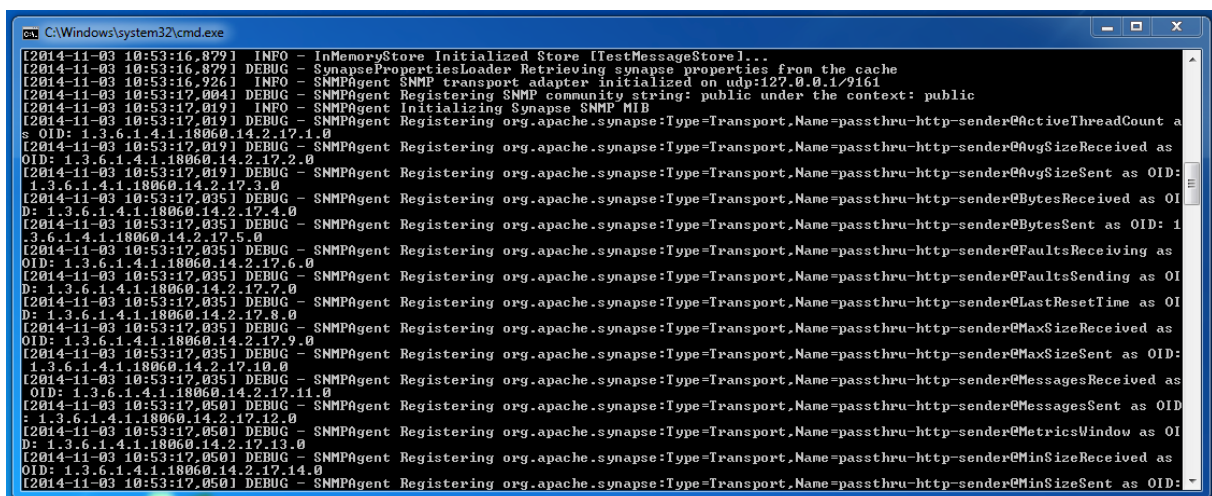 C:\Windows\system32\cmd.exe
[2014-11-03 10:53:16,879]  INFO - InMemoryStore Initialized Store [TestMessageStore]...
[2014-11-03 10:53:16,879] DEBUG - SynapsePropertiesLoader Retrieving synapse properties from the cache
[2014-11-03 10:53:16,926]  INFO - SNMPAgent SNMP transport adapter initialized on udp:127.0.0.1/9161
[2014-11-03 10:53:17,004] DEBUG - SNMPAgent Registering SNMP community string: public under the context: public
[2014-11-03 10:53:17,019]  INFO - SNMPAgent Initializing Synapse SNMP MIB
[2014-11-03 10:53:17,019] DEBUG - SNMPAgent Registering org.apache.synapse:Type=Transport,Name=passthru-http-sender@ActiveThreadCount a
s OID: 1.3.6.1.4.1.18060.14.2.17.1.0
[2014-11-03 10:53:17,019] DEBUG - SNMPAgent Registering org.apache.synapse:Type=Transport,Name=passthru-http-sender@AvgSizeReceived as
OID: 1.3.6.1.4.1.18060.14.2.17.2.0
[2014-11-03 10:53:17,019] DEBUG - SNMPAgent Registering org.apache.synapse:Type=Transport,Name=passthru-http-sender@AvgSizeSent as OID:
 1.3.6.1.4.1.18060.14.2.17.3.0
[2014-11-03 10:53:17,035] DEBUG - SNMPAgent Registering org.apache.synapse:Type=Transport,Name=passthru-http-sender@BytesReceived as OI
D: 1.3.6.1.4.1.18060.14.2.17.4.0
[2014-11-03 10:53:17,035] DEBUG - SNMPAgent Registering org.apache.synapse:Type=Transport,Name=passthru-http-sender@BytesSent as OID: 1
.3.6.1.4.1.18060.14.2.17.5.0
[2014-11-03 10:53:17,035] DEBUG - SNMPAgent Registering org.apache.synapse:Type=Transport,Name=passthru-http-sender@FaultsReceiving as
OID: 1.3.6.1.4.1.18060.14.2.17.6.0
[2014-11-03 10:53:17,035] DEBUG - SNMPAgent Registering org.apache.synapse:Type=Transport,Name=passthru-http-sender@FaultsSending as OI
D: 1.3.6.1.4.1.18060.14.2.17.7.0
[2014-11-03 10:53:17,035] DEBUG - SNMPAgent Registering org.apache.synapse:Type=Transport,Name=passthru-http-sender@LastResetTime as OI
D: 1.3.6.1.4.1.18060.14.2.17.8.0
[2014-11-03 10:53:17,035] DEBUG - SNMPAgent Registering org.apache.synapse:Type=Transport,Name=passthru-http-sender@MaxSizeReceived as
OID: 1.3.6.1.4.1.18060.14.2.17.9.0
[2014-11-03 10:53:17,035] DEBUG - SNMPAgent Registering org.apache.synapse:Type=Transport,Name=passthru-http-sender@MaxSizeSent as OID:
 1.3.6.1.4.1.18060.14.2.17.10.0
[2014-11-03 10:53:17,035] DEBUG - SNMPAgent Registering org.apache.synapse:Type=Transport,Name=passthru-http-sender@MessagesReceived as
 OID: 1.3.6.1.4.1.18060.14.2.17.11.0
[2014-11-03 10:53:17,050] DEBUG - SNMPAgent Registering org.apache.synapse:Type=Transport,Name=passthru-http-sender@MessagesSent as OID
: 1.3.6.1.4.1.18060.14.2.17.12.0
[2014-11-03 10:53:17,050] DEBUG - SNMPAgent Registering org.apache.synapse:Type=Transport,Name=passthru-http-sender@MetricsWindow as OI
D: 1.3.6.1.4.1.18060.14.2.17.13.0
[2014-11-03 10:53:17,050] DEBUG - SNMPAgent Registering org.apache.synapse:Type=Transport,Name=passthru-http-sender@MinSizeReceived as
OID: 1.3.6.1.4.1.18060.14.2.17.14.0
[2014-11-03 10:53:17,050] DEBUG - SNMPAgent Registering org.apache.synapse:Type=Transport,Name=passthru-http-sender@MinSizeSent as OID: